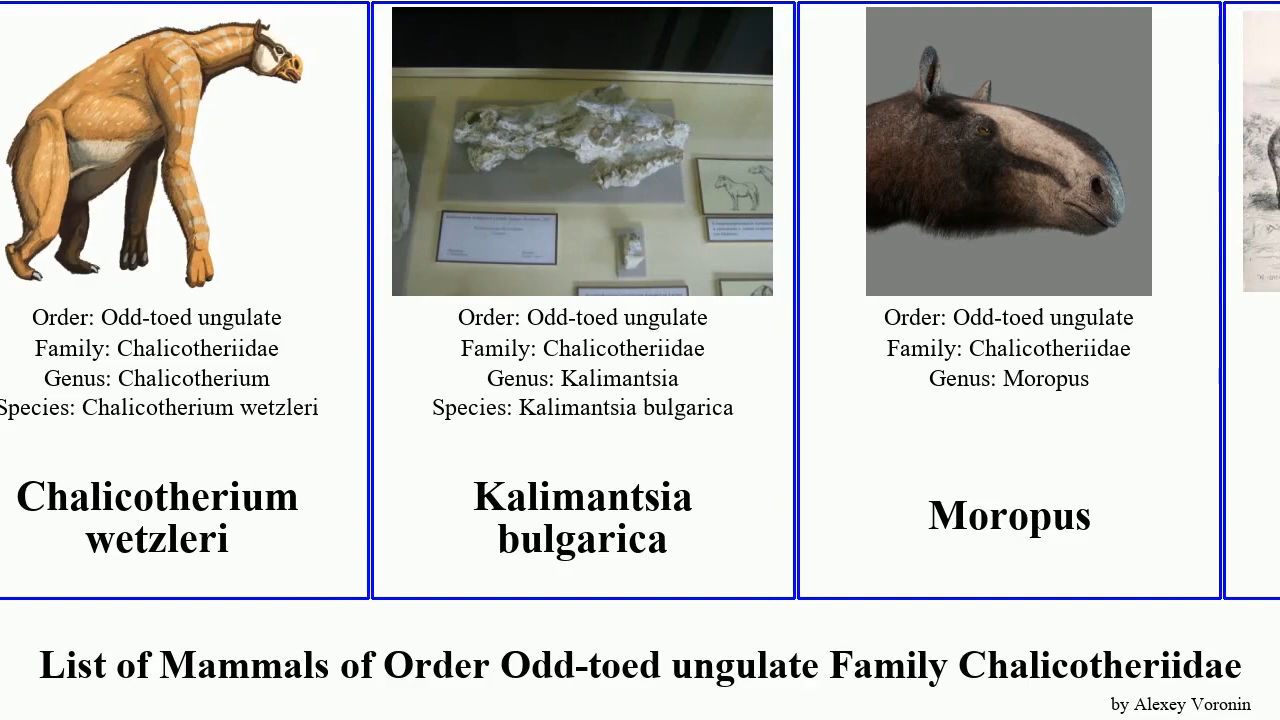 Order: Odd-toed ungulate
Family: Chalicotheriidae
Genus: Chalicotherium
Species: Chalicotherium wetzleri
Chalicotherium
wetzleri
Order: Odd-toed ungulate
Family: Chalicotheriidae
Genus: Kalimantsia
Species: Kalimantsia bulgarica
Kalimantsia
bulgarica
Order: Odd-toed ungulate
Family: Chalicotheriidae
Genus: Moropus
Moropus
List of Mammals of Order Odd-toed ungulate Family Chalicotheriidae
by Alexey Voronin